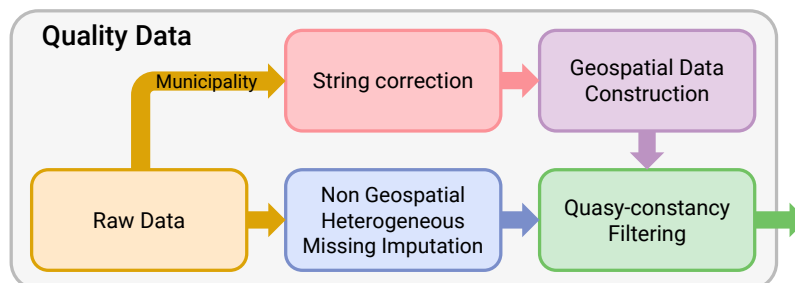 Quality Data
Municipality
String correction
Geospatial Data
Construction
Raw Data
Non Geospatial
Heterogeneous
Missing Imputation
Quasy-constancy
Filtering